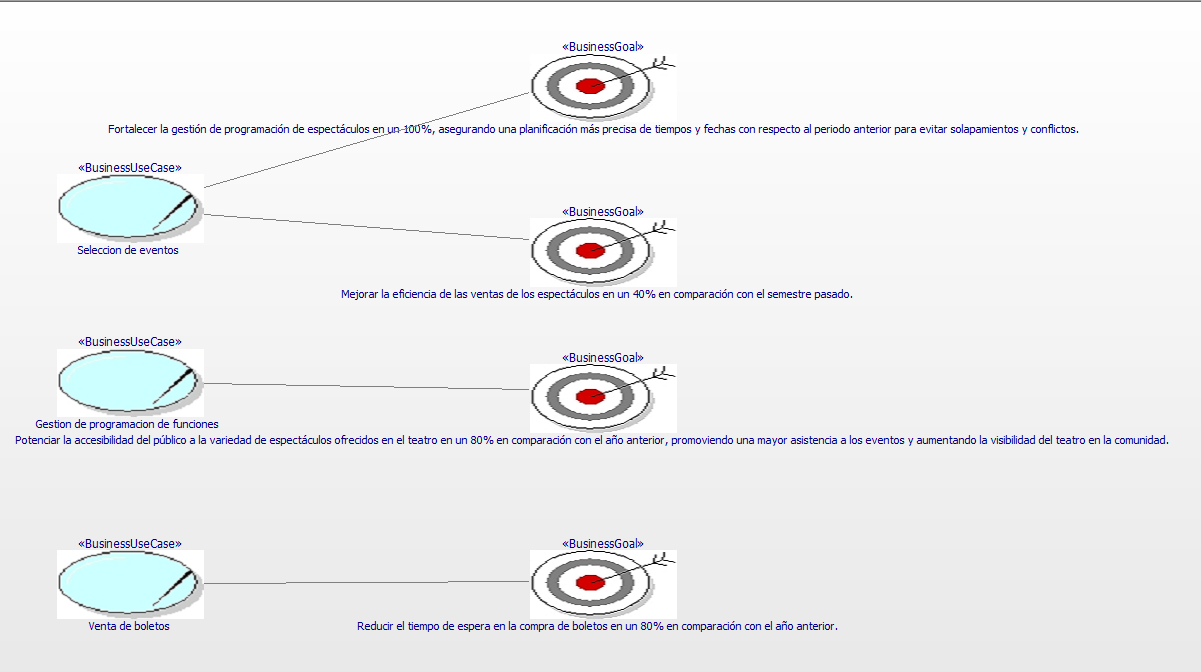 «BusinessGoal»
Fortalecer la gestión de programación de espectáculos en un 100%, asegurando una planificación más precisa de tiempos y fechas con respecto al periodo anterior para evitar solapamientos y conflictos.
«BusinessUseCase»
Seleccion de eventos
«BusinessGoal»
Mejorar la eficiencia de las ventas de los espectáculos en un 40% en comparación con el semestre pasado.
«BusinessUseCase»
Gestion de programacion de funciones
«BusinessGoal»
Potenciar la accesibilidad del público a la variedad de espectáculos ofrecidos en el teatro en un 80% en comparación con el año anterior, promoviendo una mayor asistencia a los eventos y aumentando la visibilidad del teatro en la comunidad.
«BusinessUseCase»
Venta de boletos
«BusinessGoal»
Reducir el tiempo de espera en la compra de boletos en un 80% en comparación con el año anterior.